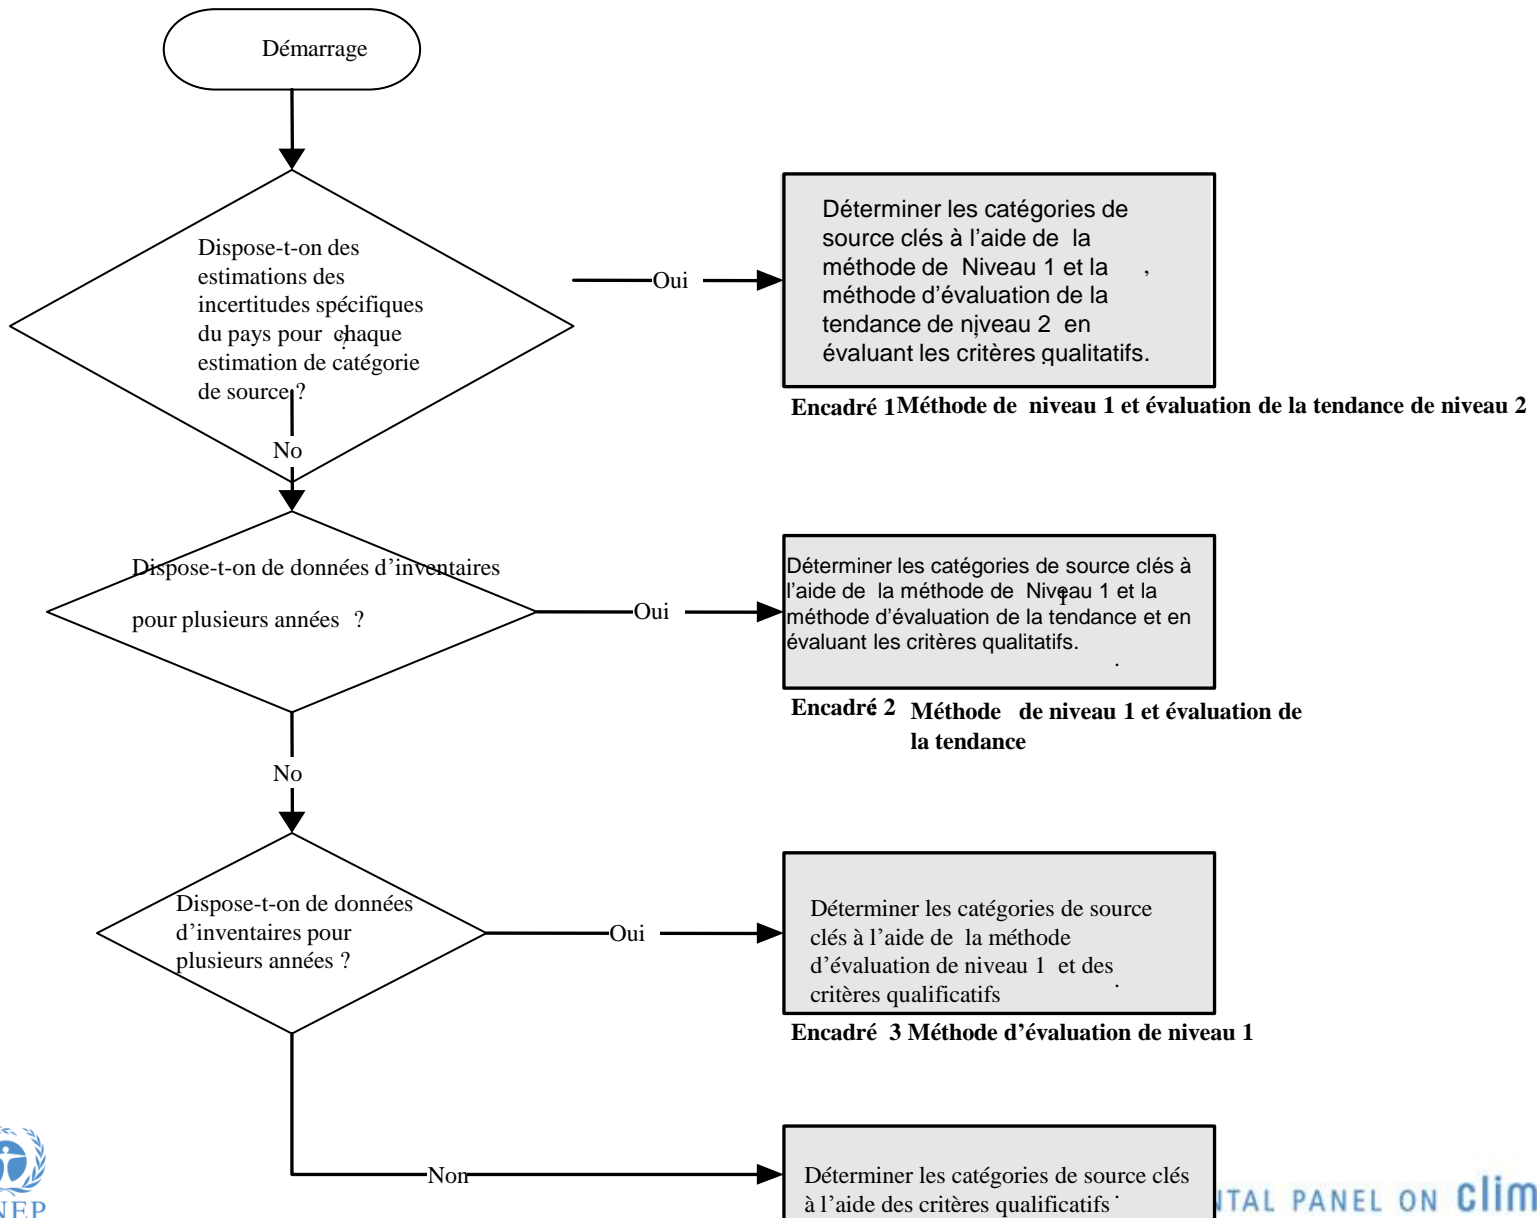 Démarrage
Dispose-t-on des
estimations des
incertitudes spécifiques
du pays pour chaque
estimation de catégorie
de source ?
Oui
Déterminer les catégories de
source clés à l’aide de la
méthode de Niveau 1 et la
méthode d’évaluation de la
tendance de niveau 2 en
évaluant les critères qualitatifs.
Encadré 1 Méthode de niveau 1 et évaluation de la tendance de niveau 2
No
Dispose-t-on de données d’inventaires
pour plusieurs années ?
Oui
Déterminer les catégories de source clés à
l’aide de la méthode de Niveau 1 et la
méthode d’évaluation de la tendance et en
évaluant les critères qualitatifs.
Encadré 2 Méthode de niveau 1 et évaluation de
la tendance
No
Dispose-t-on de données
d’inventaires pour
plusieurs années ?
Oui
Déterminer les catégories de source
clés à l’aide de la méthode
d’évaluation de niveau 1 et des
critères qualificatifs
Encadré 3 Méthode d’évaluation de niveau 1
Non
Déterminer les catégories de source clés
à l’aide des critères qualificatifs
NTAL PANEL ON clim
NEP